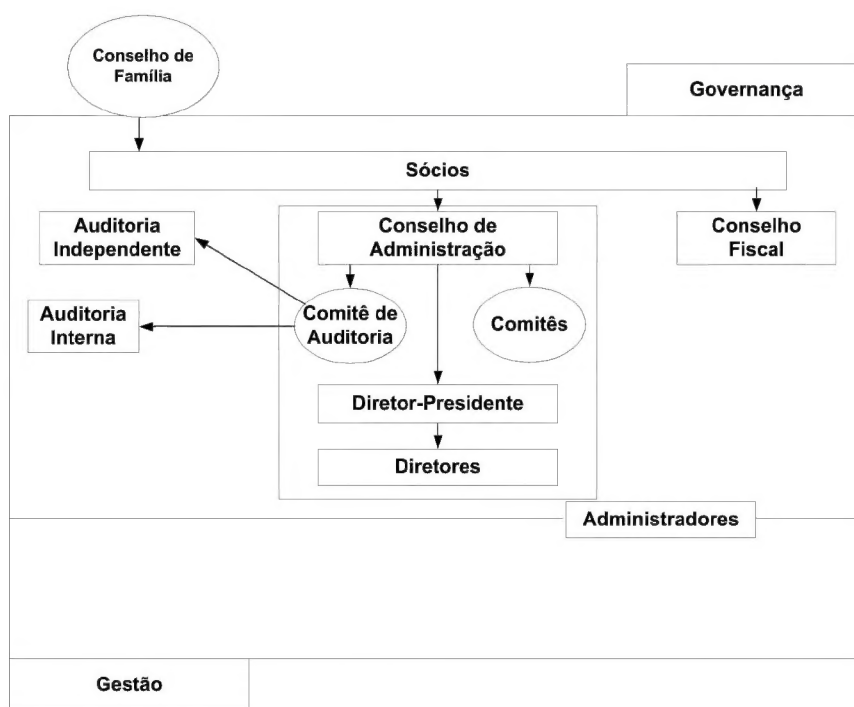 Conselho de
Família
Governança
Sócios
Auditoria
Independente
Conselho de
Administração
Conselho
Fiscal
Auditoria
Interna
Comitê de
Auditoria
Comitês
Diretor-Presidente
Diretores
Administradores
Gestão